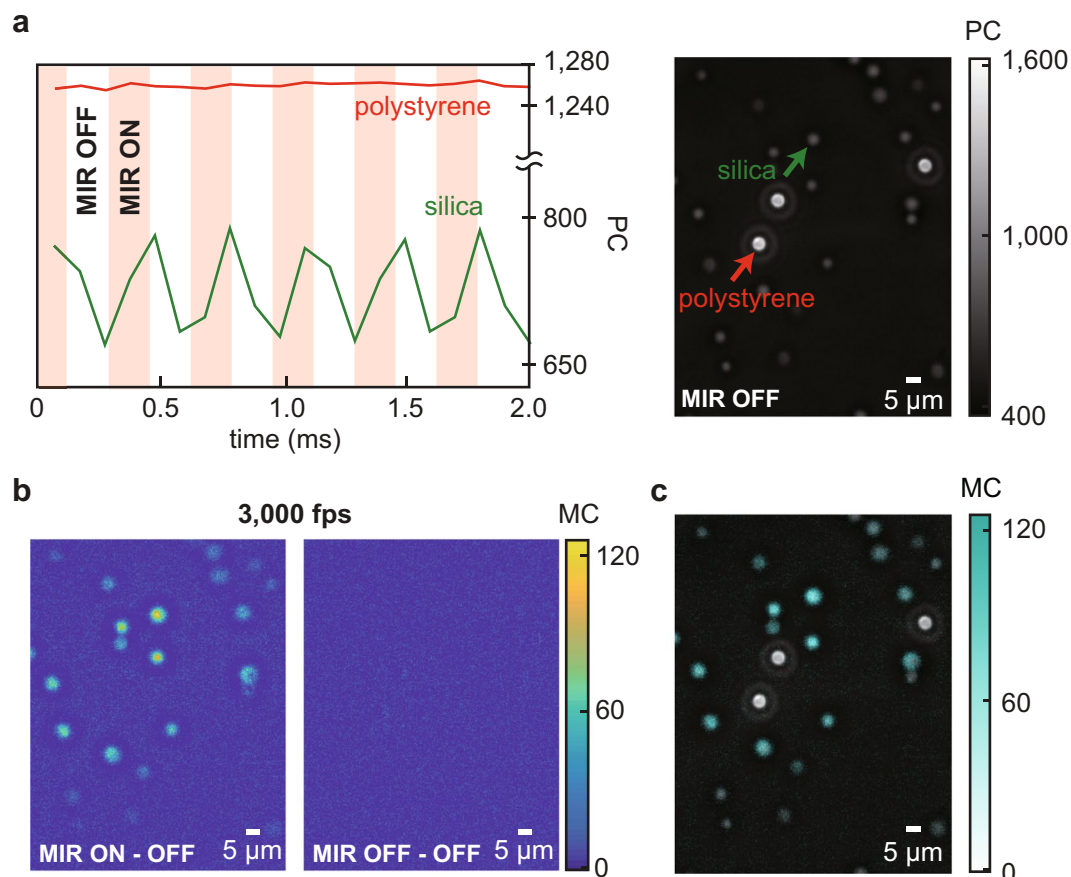 a
1,280
1,240
800
650
PC
polystyrene
MIR OFF
MIR ON
silica
0
0.5
1.0
1.5
2.0
time (ms)
PC
1,600
1,000
400
silica
polystyrene
MIR OFF
5 µm
b
3,000 fps
MC
120
60
0
MIR ON - OFF
5 µm
MIR OFF - OFF
5 µm
c
MC
120
60
0
5 µm